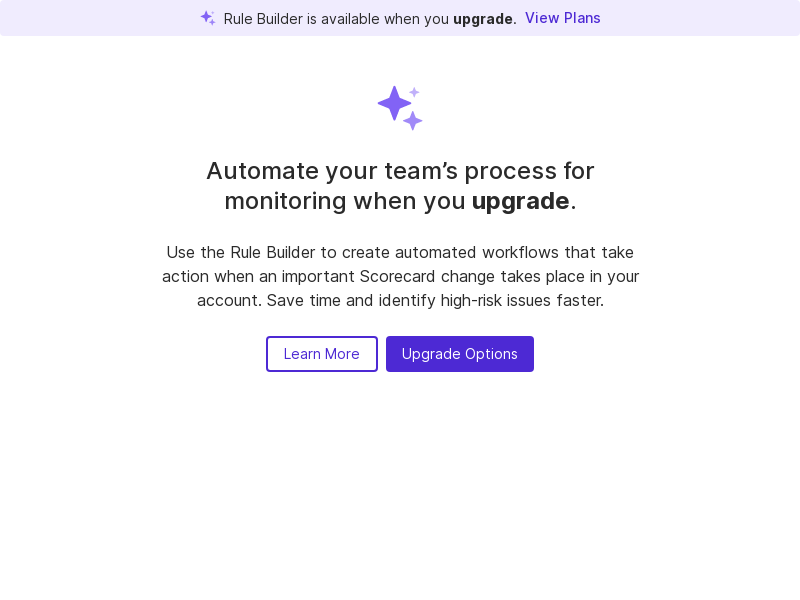 Rule Builder is available when you upgrade. View Plans
Automate your team’s process for
monitoring when you upgrade.
Use the Rule Builder to create automated workflows that take
action when an important Scorecard change takes place in your
account. Save time and identify high-risk issues faster.
Learn More Upgrade Options